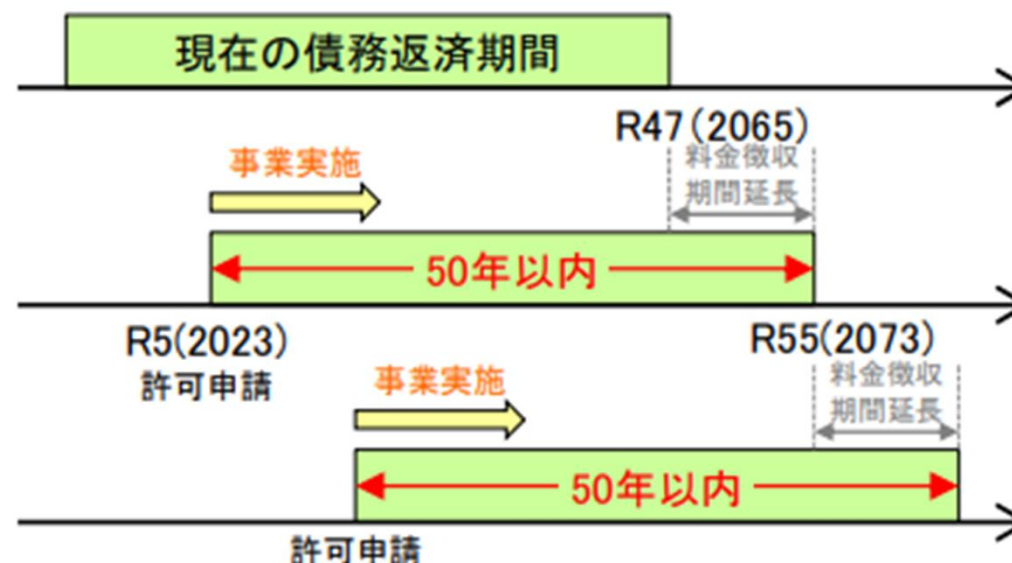 現在の債務返済期間
R47(2065)
事業実施
料金徴収
期間延長
50年以内
R5(2023)
許可申請
R55(2073)
事業実施
料金徴収
期間延長
50年以内
許可申請